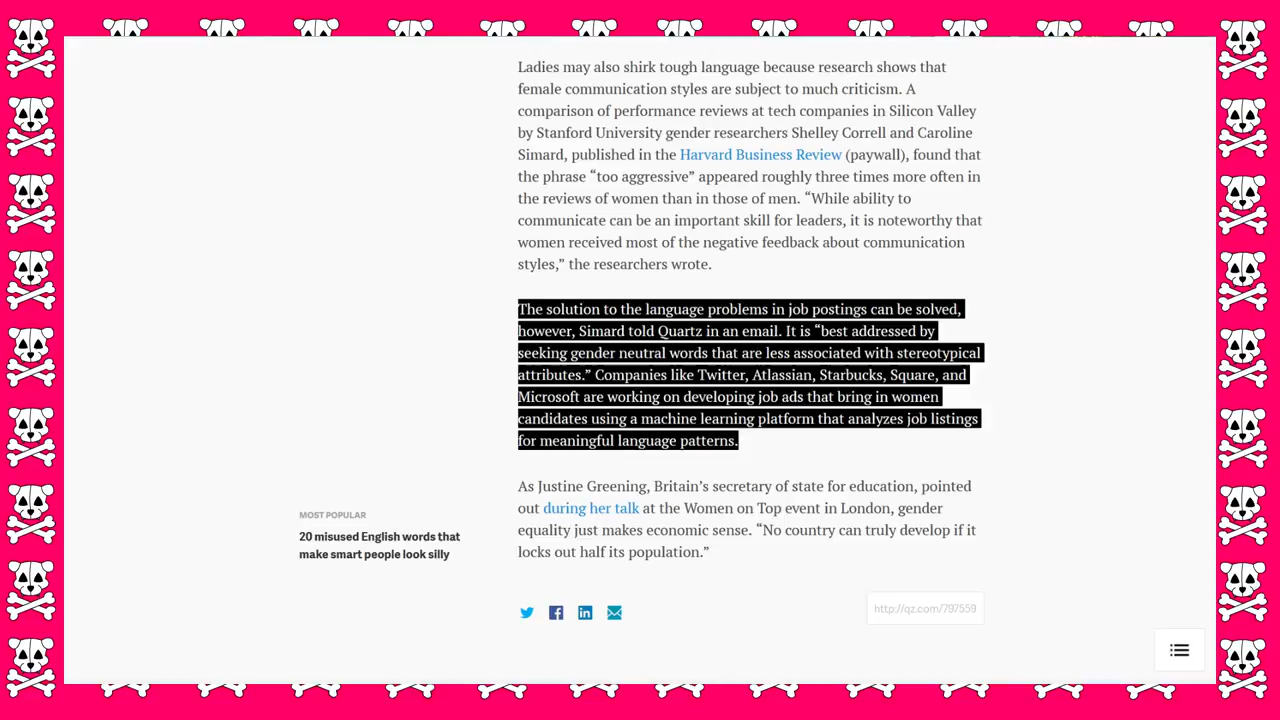 Ladies may also shirk tough language because research shows that
female communication styles are subject to much criticism. A
comparison of performance reviews at tech companies in Silicon Valley
by Stanford University gender researchers Shelley Correll and Caroline
Simard, published in the Harvard Business Review (paywall), found that
the phrase “too aggressive” appeared roughly three times more often in
the reviews of women than in those of men. “While ability to
communicate can be an important skill for leaders, it is noteworthy that
women received most of the negative feedback about communication
styles,” the researchers wrote.
The solution to the language problems in job postings can be solved,
however, Simard told Quartz in an email. It is “best addressed by
seeking gender neutral words that are less associated with stereotypical
attributes.” Companies like Twitter, Atlassian, Starbucks, Square, and
Microsoft are working on developing job ads that bring in women
candidates using a machine learning platform that analyzes job listings
for meaningful language patterns.
As Justine Greening, Britain’s secretary of state for education, pointed
out during her talk at the Women on Top event in London, gender
equality just makes economic sense. “No country can truly develop if it
locks out half its population.”
MOST POPULAR
20 misused English words that
make smart people look silly
http://qz.com/797559